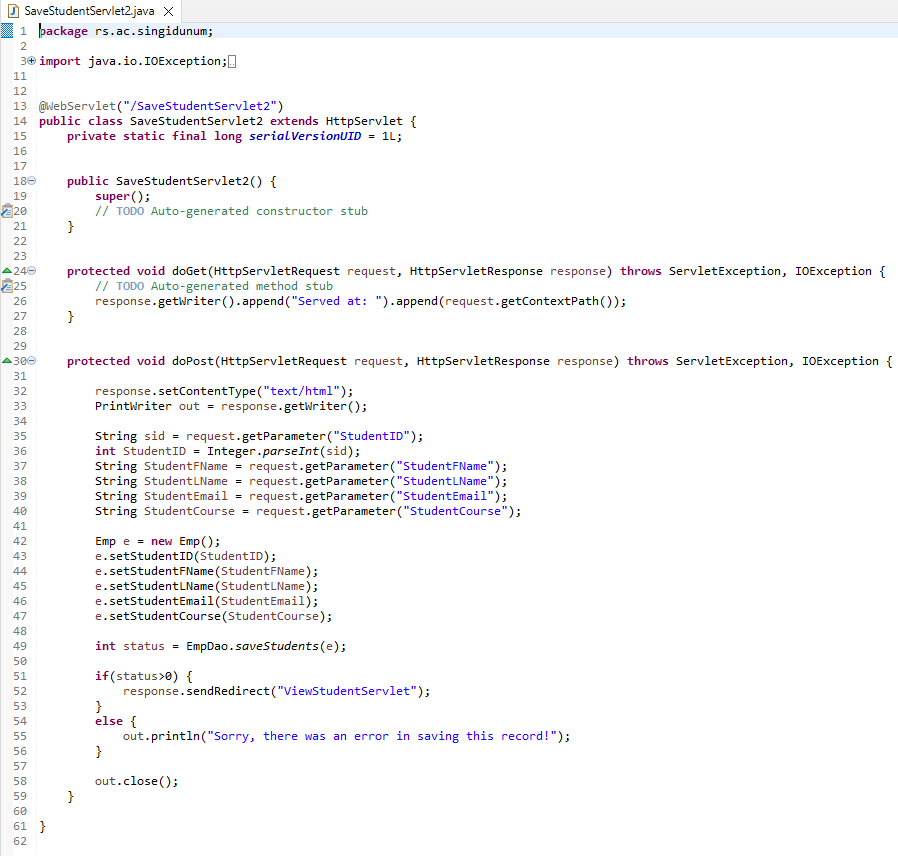 SaveStudentServlet2.java
1 package rs.ac.singidunum;
2
3 import java.io.IOException;
11
12
13 @WebServlet("/SaveStudentServlet2")
14 public class SaveStudentServlet2 extends HttpServlet {
15 private static final long serialVersionUID = 1L;
16
17
18 public SaveStudentServlet2() {
19 super();
20 // TODO Auto-generated constructor stub
21 }
22
23
24 protected void doGet(HttpServletRequest request, HttpServletResponse response) throws ServletException, IOException {
25 // TODO Auto-generated method stub
26 response.getWriter().append("Served at: ").append(request.getContextPath());
27 }
28
29
30 protected void doPost(HttpServletRequest request, HttpServletResponse response) throws ServletException, IOException {
31
32 response.setContentType("text/html");
33 PrintWriter out = response.getWriter();
34
35 String sid = request.getParameter("StudentID");
36 int StudentID = Integer.parseInt(sid);
37 String StudentFName = request.getParameter("StudentFName");
38 String StudentLName = request.getParameter("StudentLName");
39 String StudentEmail = request.getParameter("StudentEmail");
40 String StudentCourse = request.getParameter("StudentCourse");
41
42 Emp e = new Emp();
43 e.setStudentID(StudentID);
44 e.setStudentFName(StudentFName);
45 e.setStudentLName(StudentLName);
46 e.setStudentEmail(StudentEmail);
47 e.setStudentCourse(StudentCourse);
48
49 int status = EmpDao.saveStudents(e);
50
51 if(status>0) {
52 response.sendRedirect("ViewStudentServlet");
53 }
54 else {
55 out.println("Sorry, there was an error in saving this record!");
56 }
57
58 out.close();
59 }
60
61 }
62